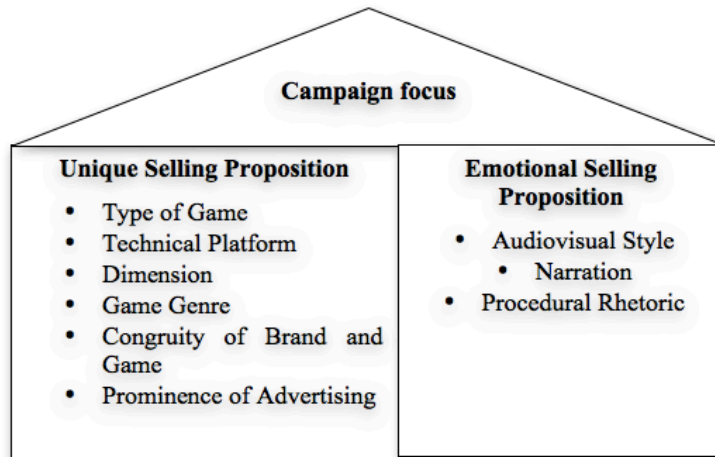 Campaign focus
Unique Selling Proposition
• Type of Game
• Technical Platform
• Dimension
• Game Genre
• Congruity of Brand and
Game
• Prominence of Advertising
Emotional Selling
Proposition
• Audiovisual Style
• Narration
• Procedural Rhetoric